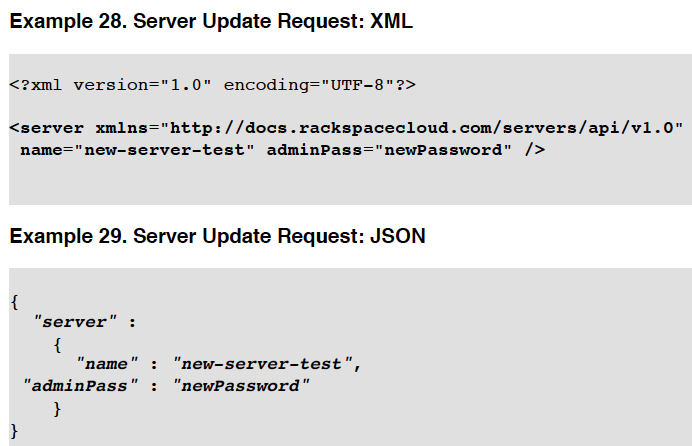 Example 28. Server Update Request: XML
<?xml version="1.0" encoding="UTF-8"?>
<server xmlns="http://docs.rackspacecloud.com/servers/api/v1.0"
name="new-server-test" adminPass="newPassword" />
Example 29. Server Update Request: JSON
{
"server" :
{
"name" : "new-server-test",
"adminPass" : "newPassword"
}
}